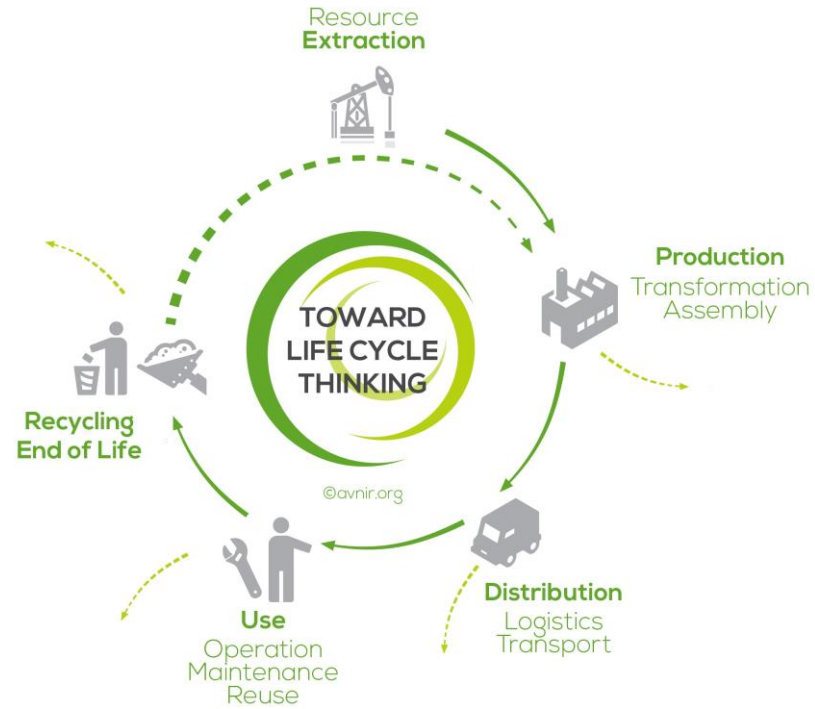 Resource
Extraction
Production
Transformation
Assembly
TOWARD
LIFE CYCLE
THINKING
©avnir.org
Recycling
End of Life
Distribution
Logistics
Transport
Use
Operation
Maintenance
Reuse